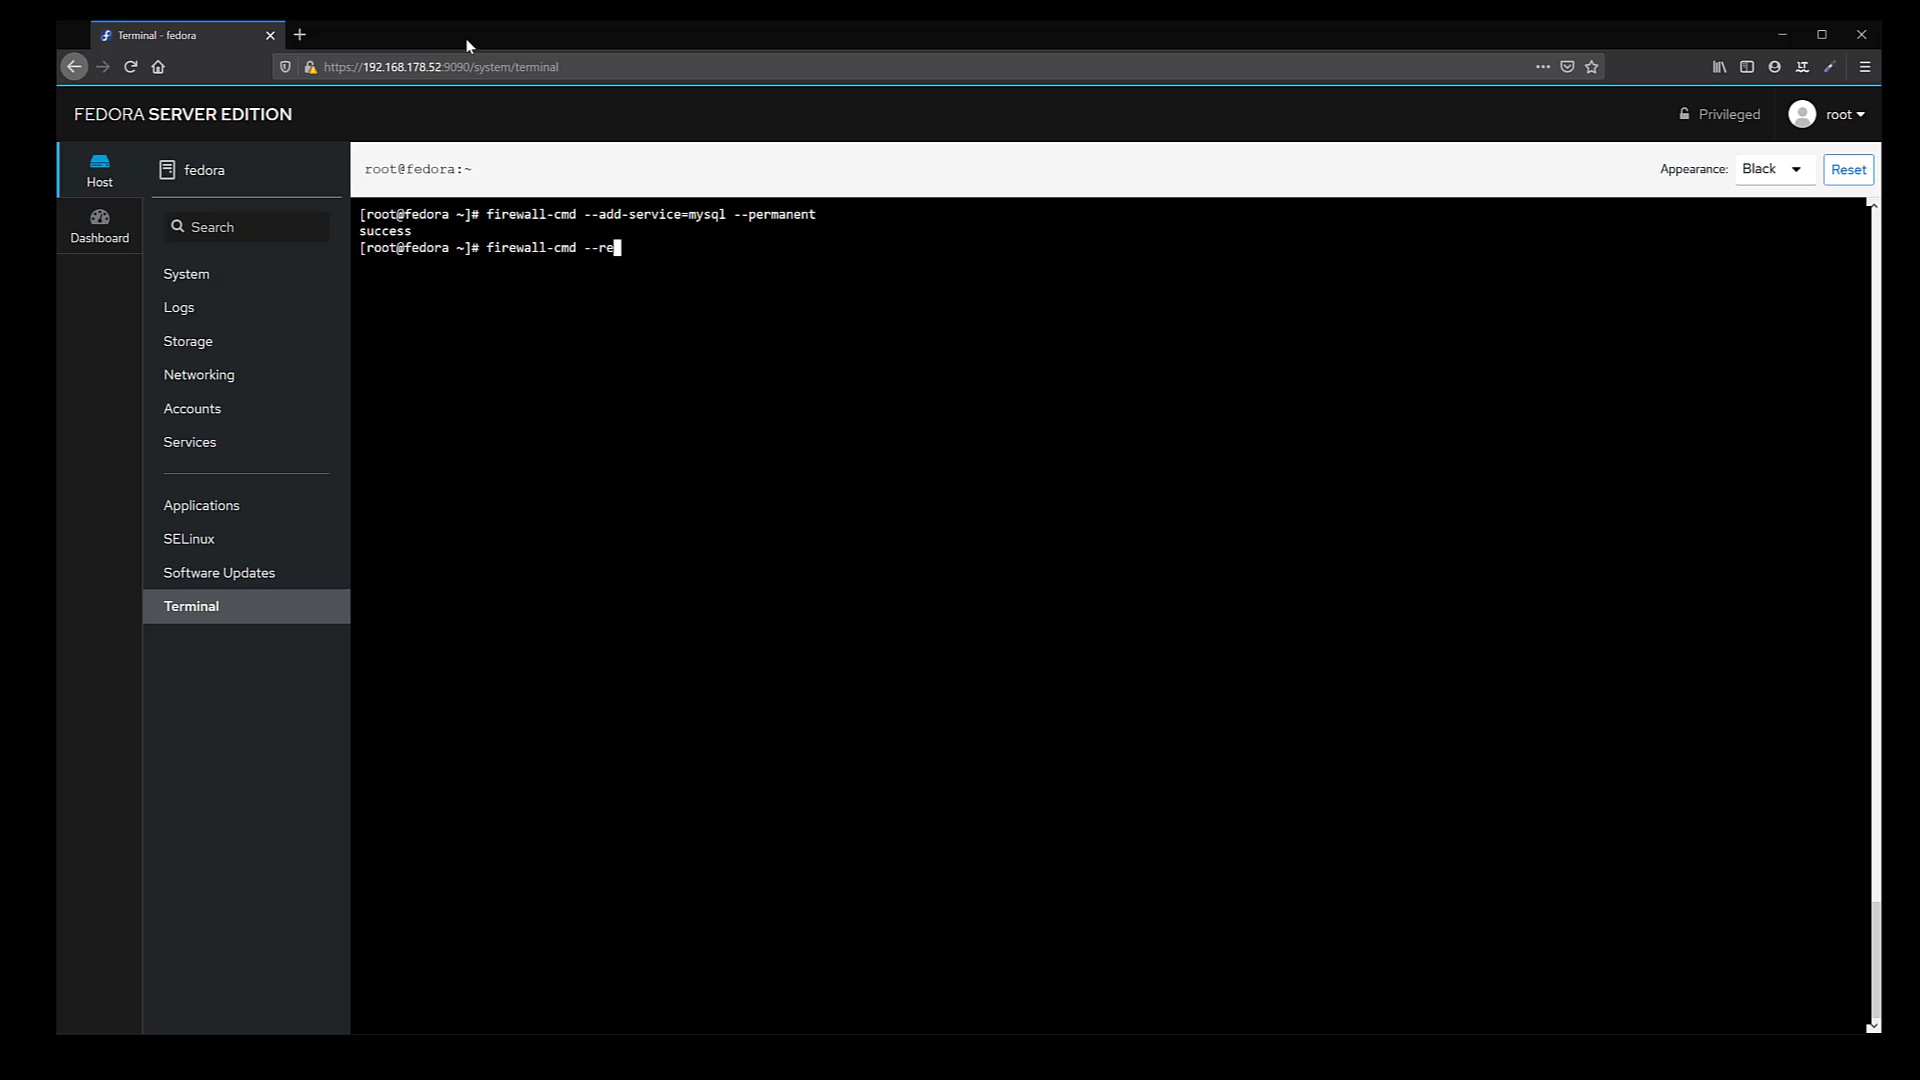 Terminal - fedora
https://192.168.178.52:9090/system/terminal
FEDORA SERVER EDITION
Privileged
root
Host
Dashboard
fedora
Search
System
Logs
Storage
Networking
Accounts
Services
Applications
SELinux
Software Updates
Terminal
root@fedora:~
Appearance: Black
Reset
[root@fedora ~]# firewall-cmd --add-service=mysql --permanent
success
[root@fedora ~]# firewall-cmd --re